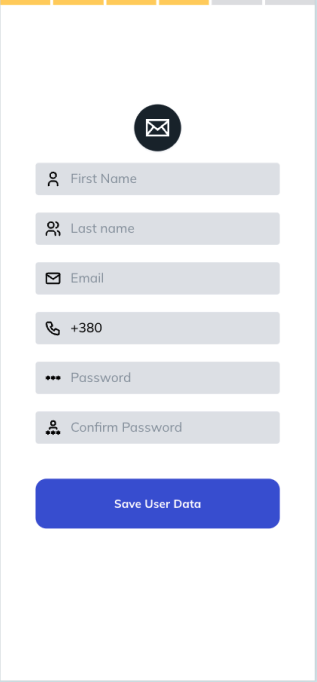 First Name
Last name
Email
+380
Password
Confirm Password
Save User Data